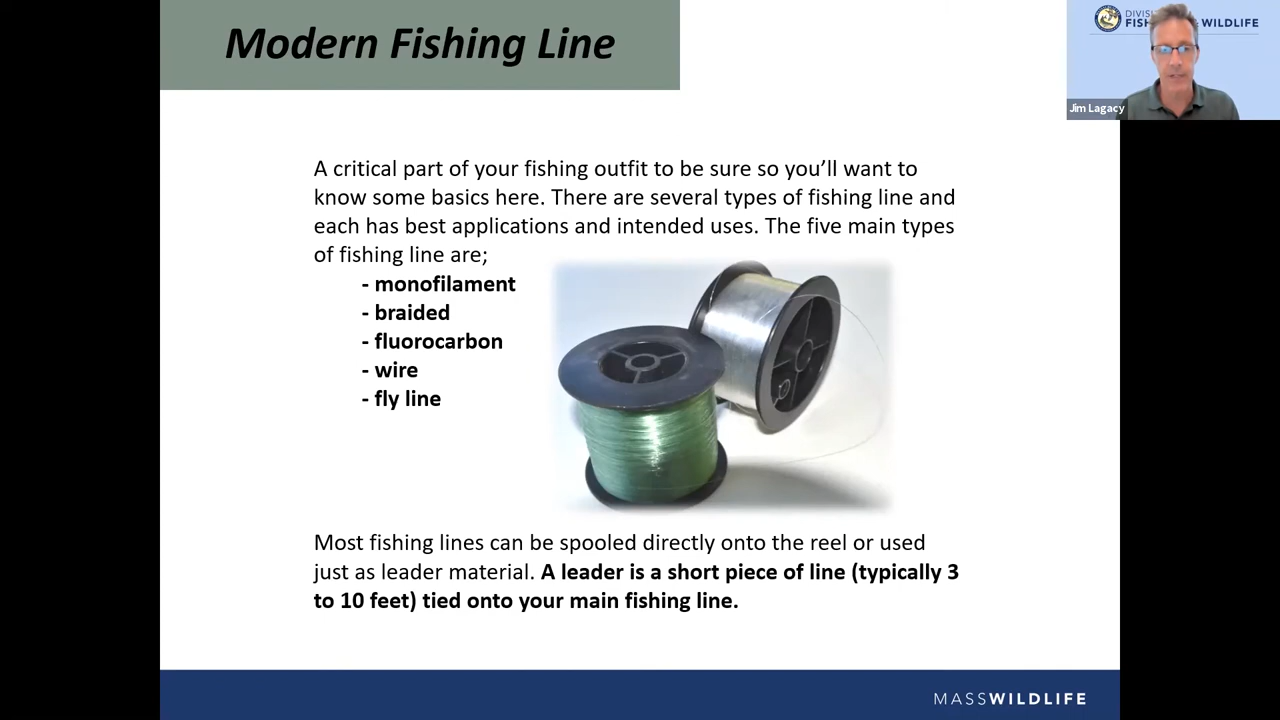 Modern Fishing Line
DIVIS
FISH WILDLIFE
Jim Lagacy
A critical part of your fishing outfit to be sure so you’ll want to
know some basics here. There are several types of fishing line and
each has best applications and intended uses. The five main types
of fishing line are;
- monofilament
- braided
- fluorocarbon
- wire
- fly line
Most fishing lines can be spooled directly onto the reel or used
just as leader material. A leader is a short piece of line (typically 3
to 10 feet) tied onto your main fishing line.
MASSWILDLIFE